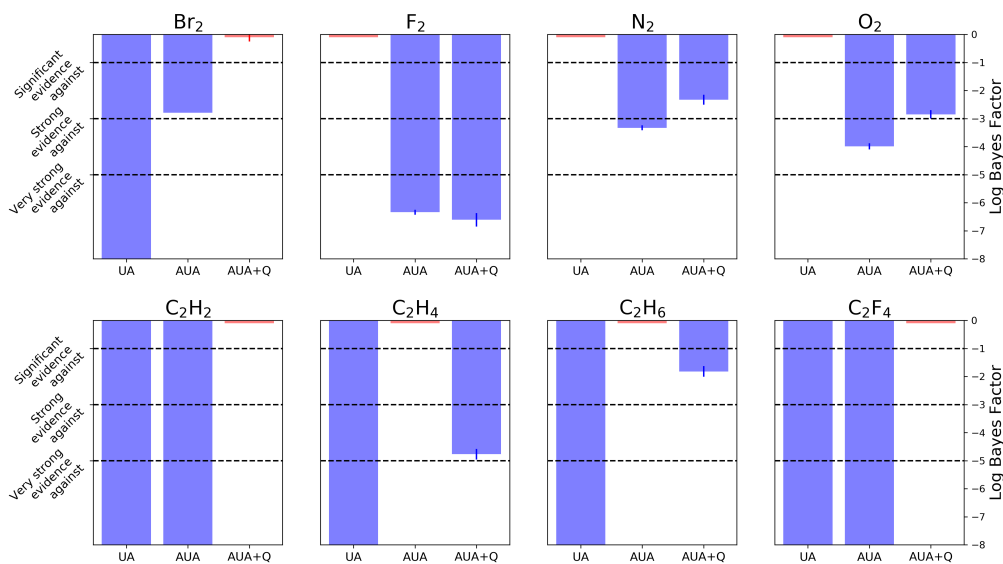 Br₂
F₂
N₂
O₂
Significant
evidence
against
Strong
evidence
against
Very strong
evidence
against
0
−1
−2
−3
−4
−5
−6
−7
−8
Log Bayes Factor
UA AUA AUA+Q
UA AUA AUA+Q
UA AUA AUA+Q
UA AUA AUA+Q
C₂H₂
C₂H₄
C₂H₆
C₂F₄
Significant
evidence
against
Strong
evidence
against
Very strong
evidence
against
0
−1
−2
−3
−4
−5
−6
−7
−8
Log Bayes Factor
UA AUA AUA+Q
UA AUA AUA+Q
UA AUA AUA+Q
UA AUA AUA+Q